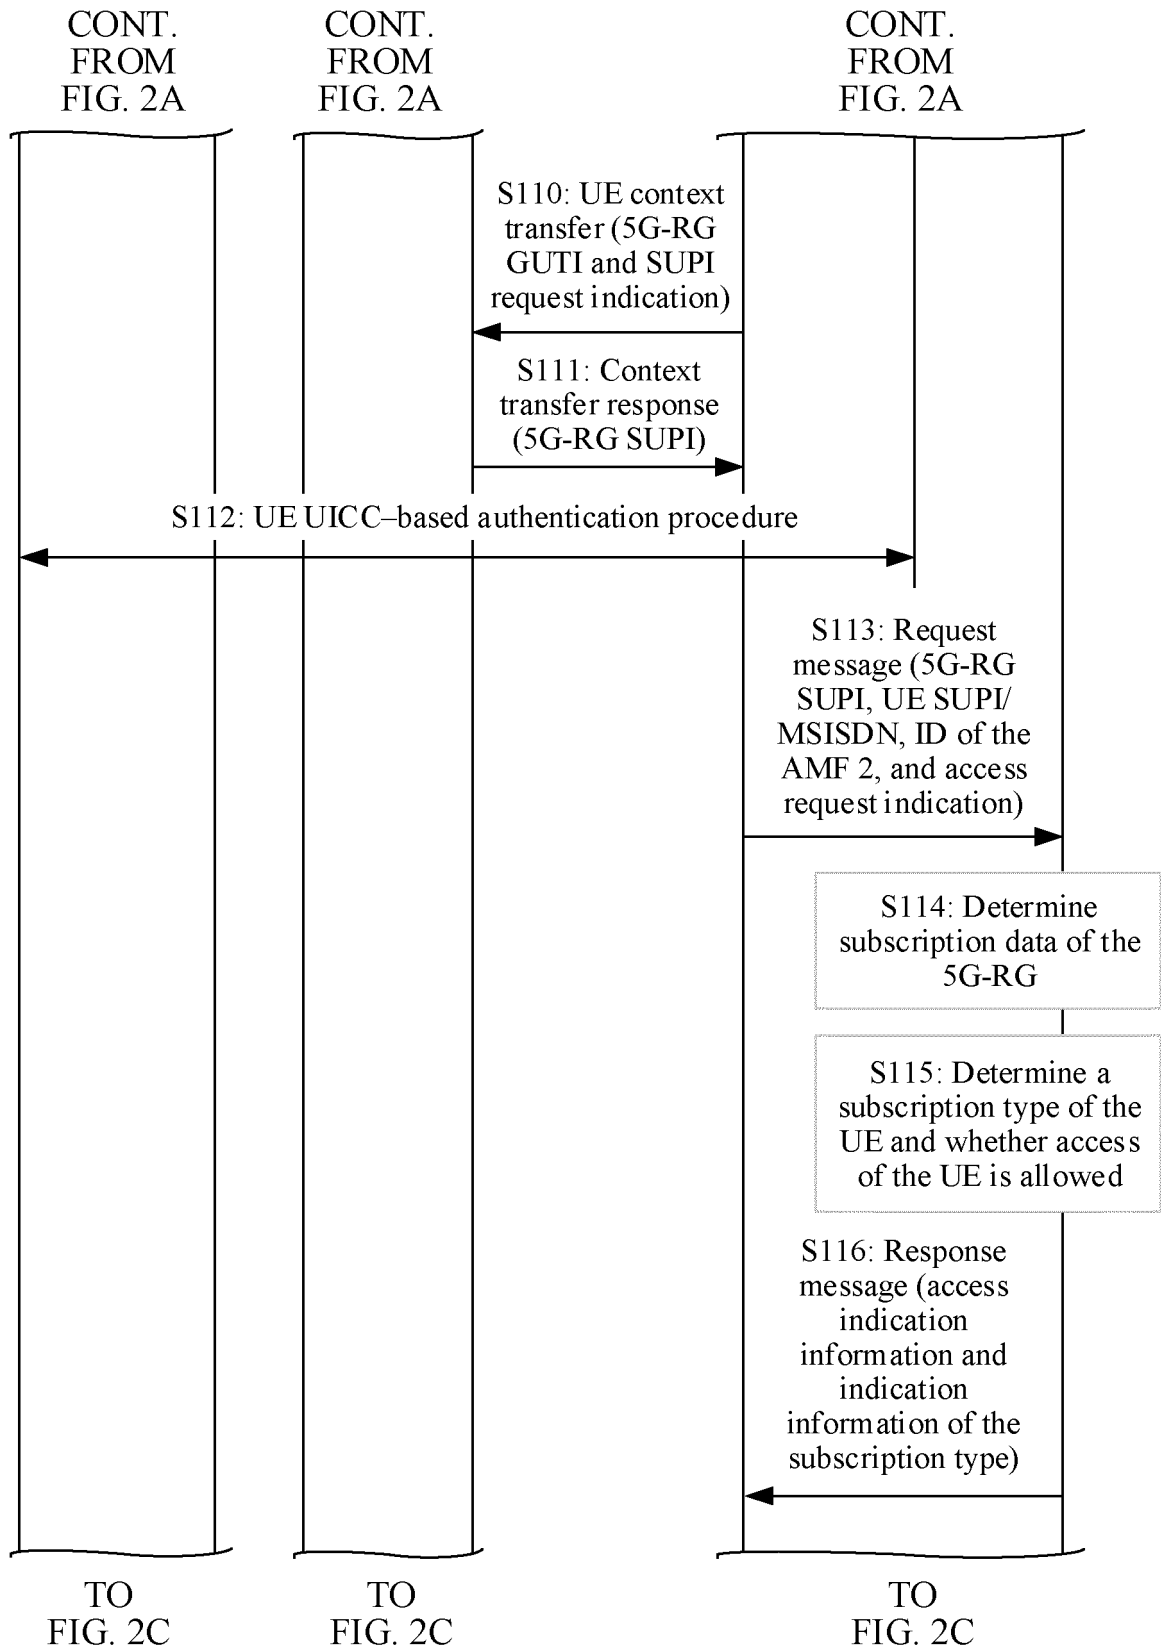 CONT.
FROM
FIG. 2A
CONT.
FROM
FIG. 2A
CONT.
FROM
FIG. 2A
S110: UE context
transfer (5G-RG
GUTI and SUPI
request indication)
S111: Context
transfer response
(5G-RG SUPI)
S112: UE UICC–based authentication procedure
S113: Request
message (5G-RG
SUPI, UE SUPI/
MSISDN, ID of the
AMF 2, and access
request indication)
S114: Determine
subscription data of the
5G-RG
S115: Determine a
subscription type of the
UE and whether access
of the UE is allowed
S116: Response
message (access
indication
information and
indication
information of the
subscription type)
TO
FIG. 2C
TO
FIG. 2C
TO
FIG. 2C